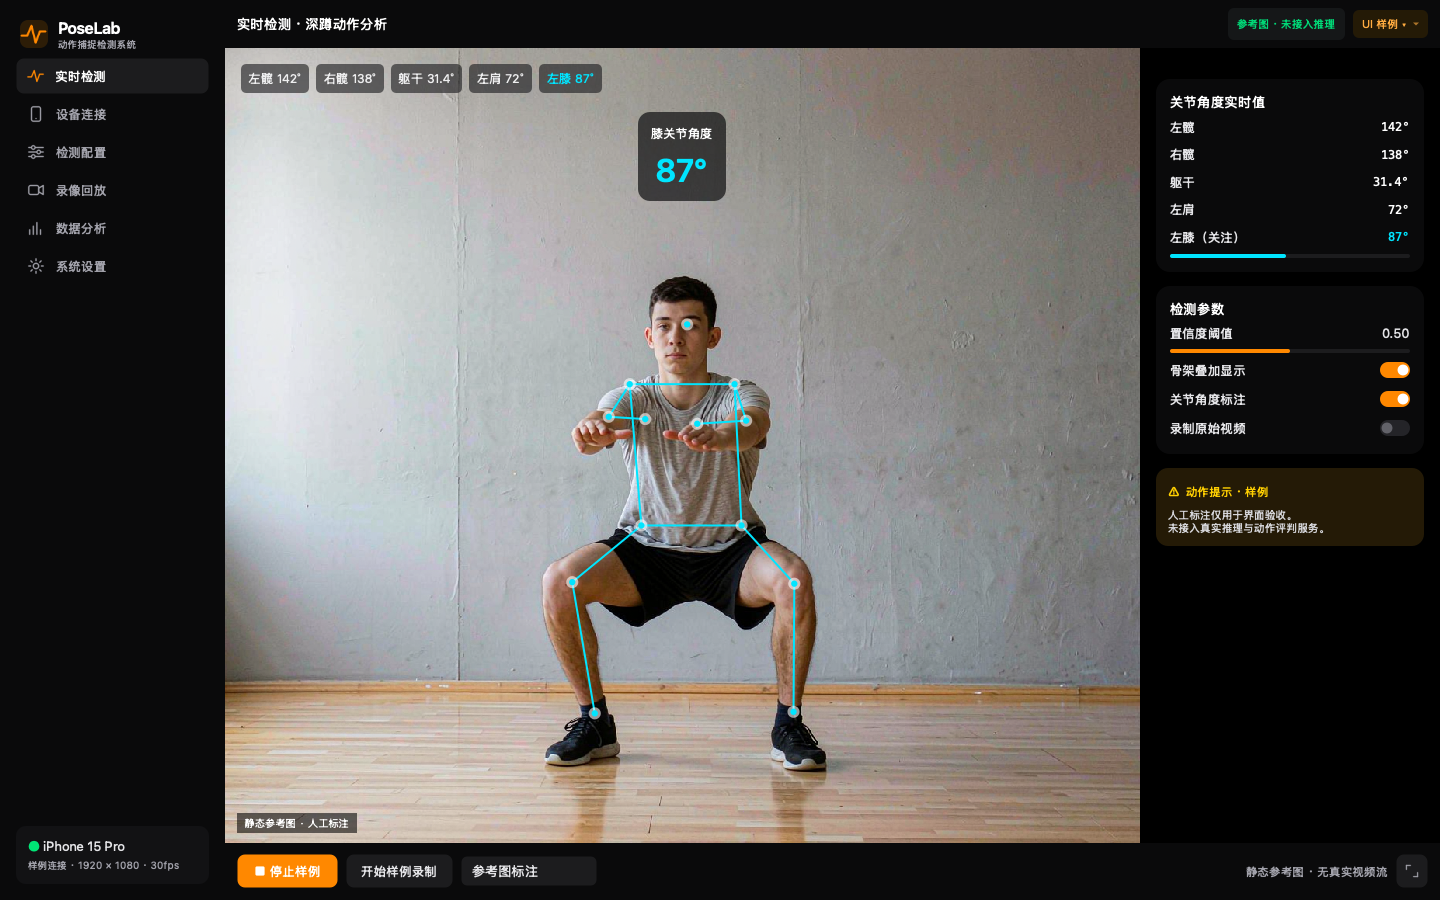 PoseLab
动作捕捉检测系统
实时检测
设备连接
检测配置
录像回放
数据分析
系统设置
iPhone 15 Pro
样例连接 · 1920 × 1080 · 30fps
实时检测 · 深蹲动作分析
参考图 · 未接入推理
UI 样例
左髋 142°
右髋 138°
躯干 31.4°
左肩 72°
左膝 87°
膝关节角度
87°
静态参考图 · 人工标注
停止样例
开始样例录制
参考图标注
静态参考图 · 无真实视频流
关节角度实时值
左髋 142°
右髋 138°
躯干 31.4°
左肩 72°
左膝（关注） 87°
检测参数
置信度阈值 0.50
骨架叠加显示
关节角度标注
录制原始视频
动作提示 · 样例
人工标注仅用于界面验收。
未接入真实推理与动作评判服务。